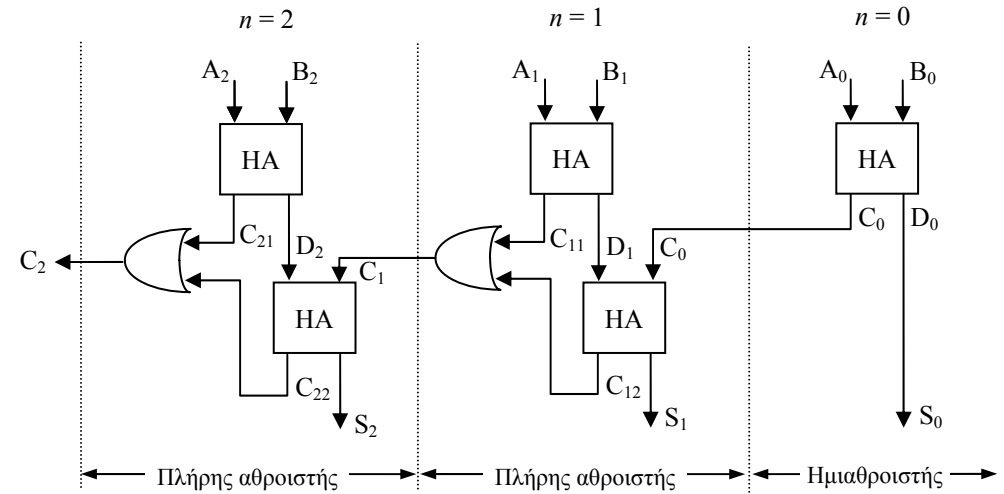 n = 2 n = 1 n = 0
A₂ B₂ A₁ B₁ A₀ B₀
HA HA HA
C₂₁ D₂ C₁₁ D₁ C₀ C₀ D₀
C₂ C₁
HA HA
C₂₂ C₁₂
S₂ S₁ S₀
Πλήρης αθροιστής Πλήρης αθροιστής Ημιαθροιστής